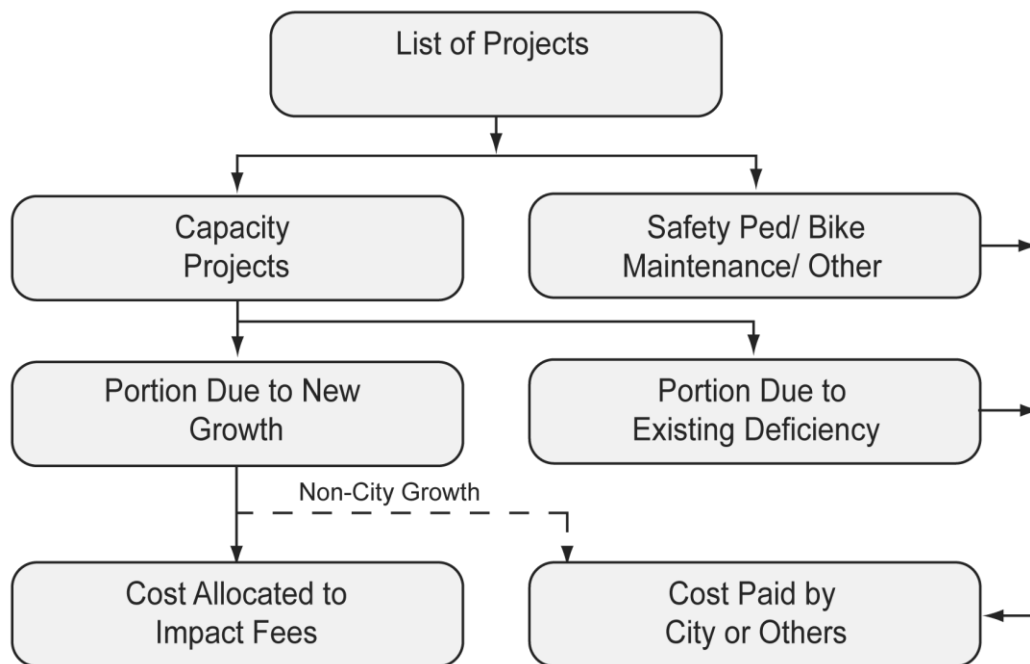 List of Projects
Capacity
Projects
Safety Ped/ Bike
Maintenance/ Other
Portion Due to New
Growth
Portion Due to
Existing Deficiency
Non-City Growth
Cost Allocated to
Impact Fees
Cost Paid by
City or Others